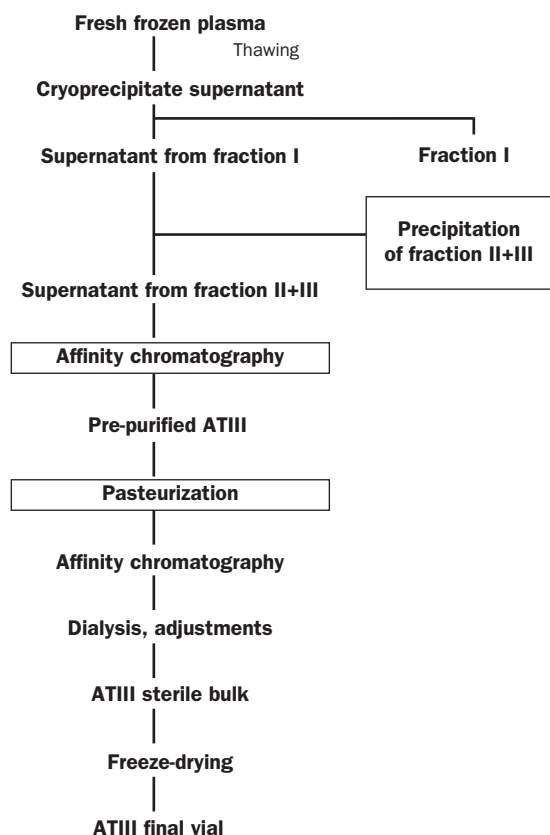 Fresh frozen plasma
Thawing
Cryoprecipitate supernatant
Supernatant from fraction I
Fraction I
Precipitation
of fraction II+III
Supernatant from fraction II+III
Affinity chromatography
Pre-purified ATIII
Pasteurization
Affinity chromatography
Dialysis, adjustments
ATIII sterile bulk
Freeze-drying
ATIII final vial